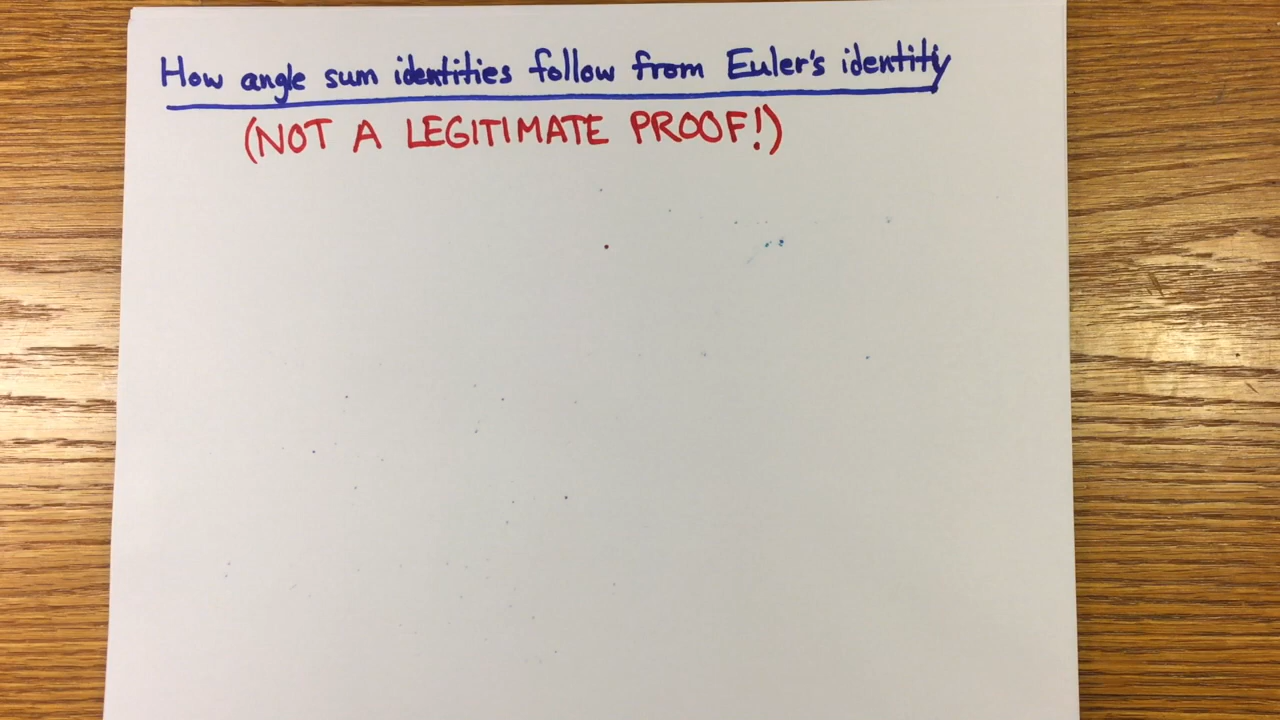 How angle sum identities follow from Euler's identity
(NOT A LEGITIMATE PROOF!)